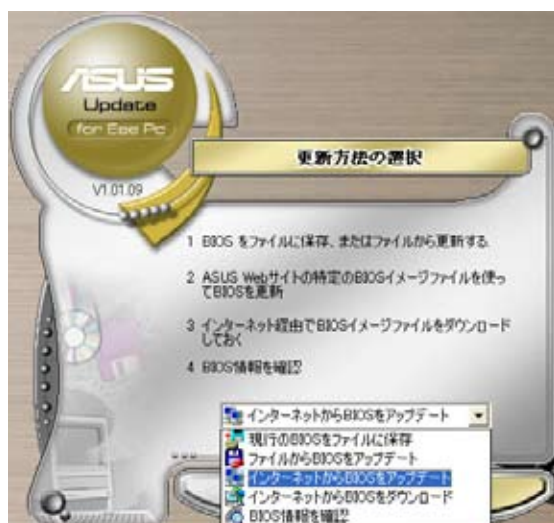 ASUS
Update
for Eee Pc
V1.01.09
更新方法の選択
1 BIOS をファイルに保存、またはファイルから更新する
2 ASUS Webサイトの特定のBIOSイメージファイルを使っ
てBIOSを更新
3 インターネット経由でBIOSイメージファイルをダウンロード
しておく
4 BIOS情報を確認
インターネットからBIOSをアップデート
現行のBIOSをファイルに保存
ファイルからBIOSをアップデート
インターネットからBIOSをアップデート
インターネットからBIOSをダウンロード
BIOS情報を確認